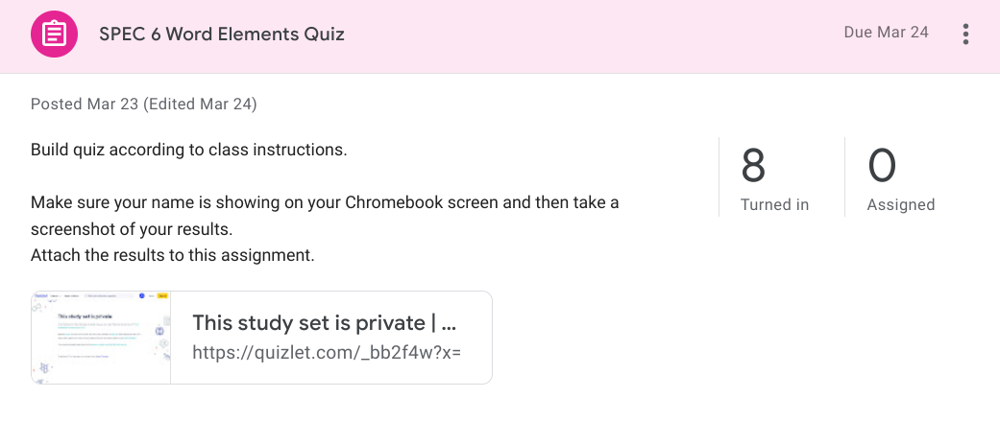 SPEC 6 Word Elements Quiz
Due Mar 24
Posted Mar 23 (Edited Mar 24)
Build quiz according to class instructions.
Make sure your name is showing on your Chromebook screen and then take a
screenshot of your results.
Attach the results to this assignment.
8
Turned in
0
Assigned
This study set is private
This study set is private | ...
https://quizlet.com/_bb2f4w?x=